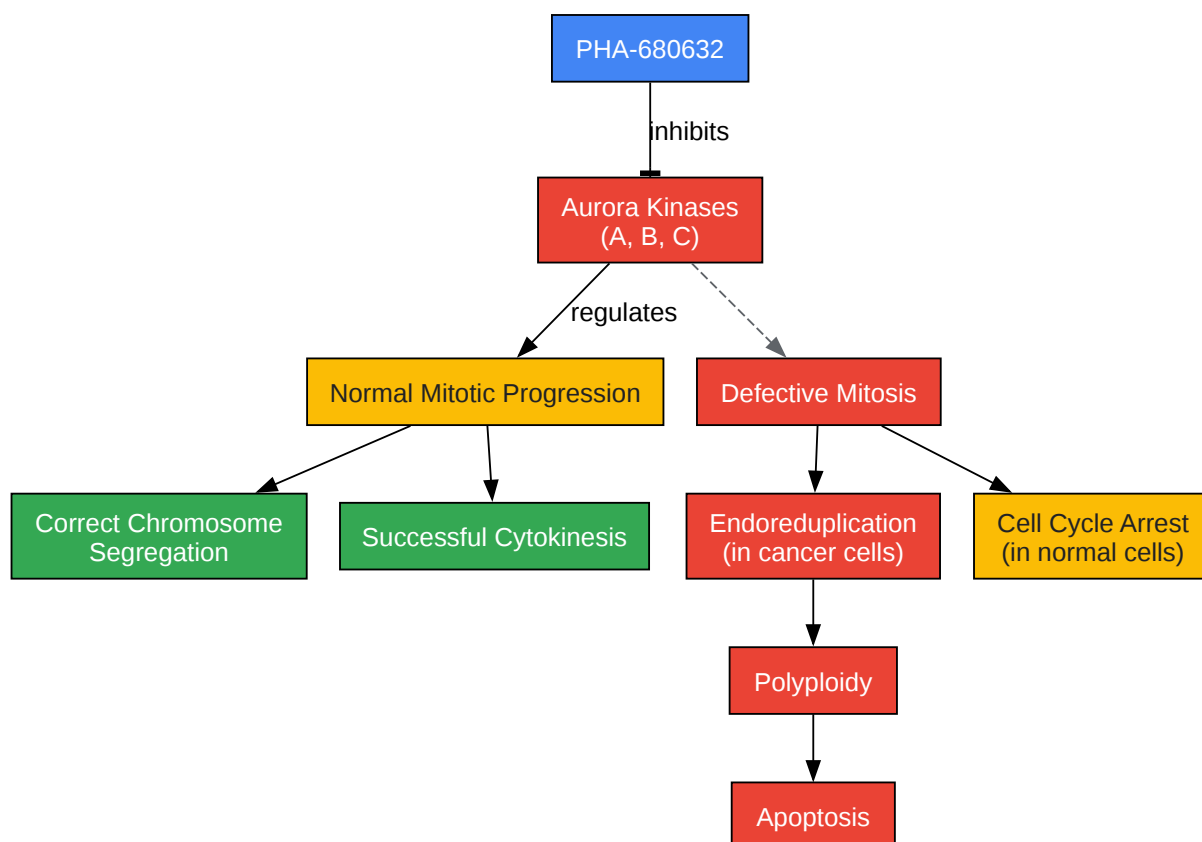 PHA-680632
inhibits
Aurora Kinases
(A, B, C)
regulates
Normal Mitotic Progression
Defective Mitosis
Correct Chromosome
Segregation
Successful Cytokinesis
Endoreduplication
(in cancer cells)
Cell Cycle Arrest
(in normal cells)
Polyploidy
Apoptosis